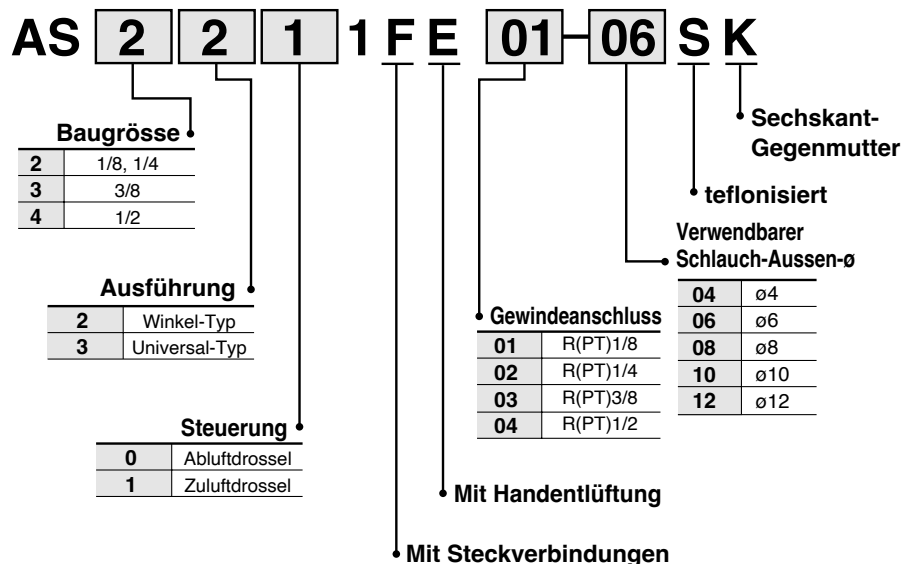 AS 2 2 1 1 F E 01-06 S K
Baugrösse
2 1/8, 1/4
3 3/8
4 1/2
Ausführung
2 Winkel-Typ
3 Universal-Typ
Steuerung
0 Abluftdrossel
1 Zuluftdrossel
Mit Steckverbindungen
Mit Handentlüftung
Gewindeanschluss
01 R(PT)1/8
02 R(PT)1/4
03 R(PT)3/8
04 R(PT)1/2
Verwendbarer
Schlauch-Aussen-ø
04 ø4
06 ø6
08 ø8
10 ø10
12 ø12
teflonisiert
Sechskant-
Gegenmutter